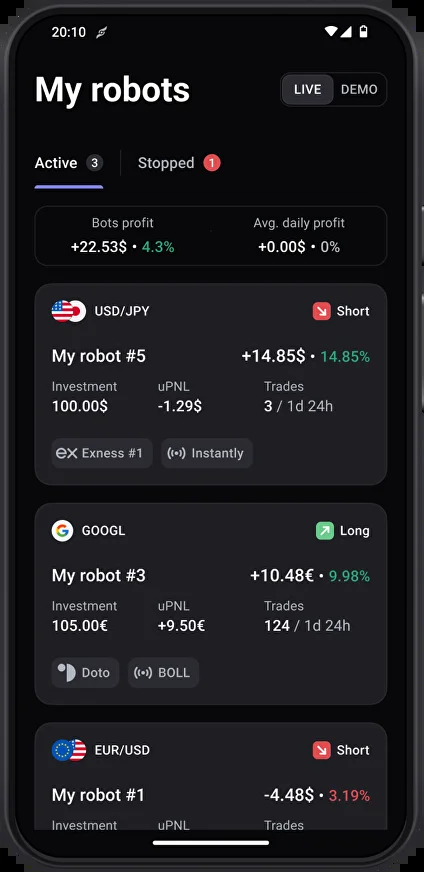 20:10
My robots
LIVE DEMO
Active 3 Stopped 1
Bots profit Avg. daily profit
+22.53$ • 4.3% +0.00$ • 0%
USD/JPY Short
My robot #5 +14.85$ • 14.85%
Investment uPNL Trades
100.00$ -1.29$ 3 / 1d 24h
ex Exness #1 Instantly
G GOOGL Long
My robot #3 +10.48€ • 9.98%
Investment uPNL Trades
105.00€ +9.50€ 124 / 1d 24h
Doto BOLL
EUR/USD Short
My robot #1 -4.48$ • 3.19%
Investment uPNL Trades